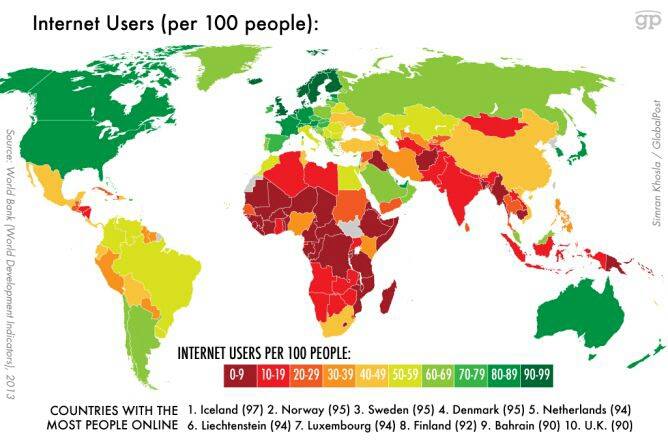 Internet Users (per 100 people):
gp
Source: World Bank (World Development Indicators), 2013
Simran Khosla / GlobalPost
INTERNET USERS PER 100 PEOPLE:
0-9 10-19 20-29 30-39 40-49 50-59 60-69 70-79 80-89 90-99
COUNTRIES WITH THE
MOST PEOPLE ONLINE
1. Iceland (97) 2. Norway (95) 3. Sweden (95) 4. Denmark (95) 5. Netherlands (94)
6. Liechtenstein (94) 7. Luxembourg (94) 8. Finland (92) 9. Bahrain (90) 10. U.K. (90)